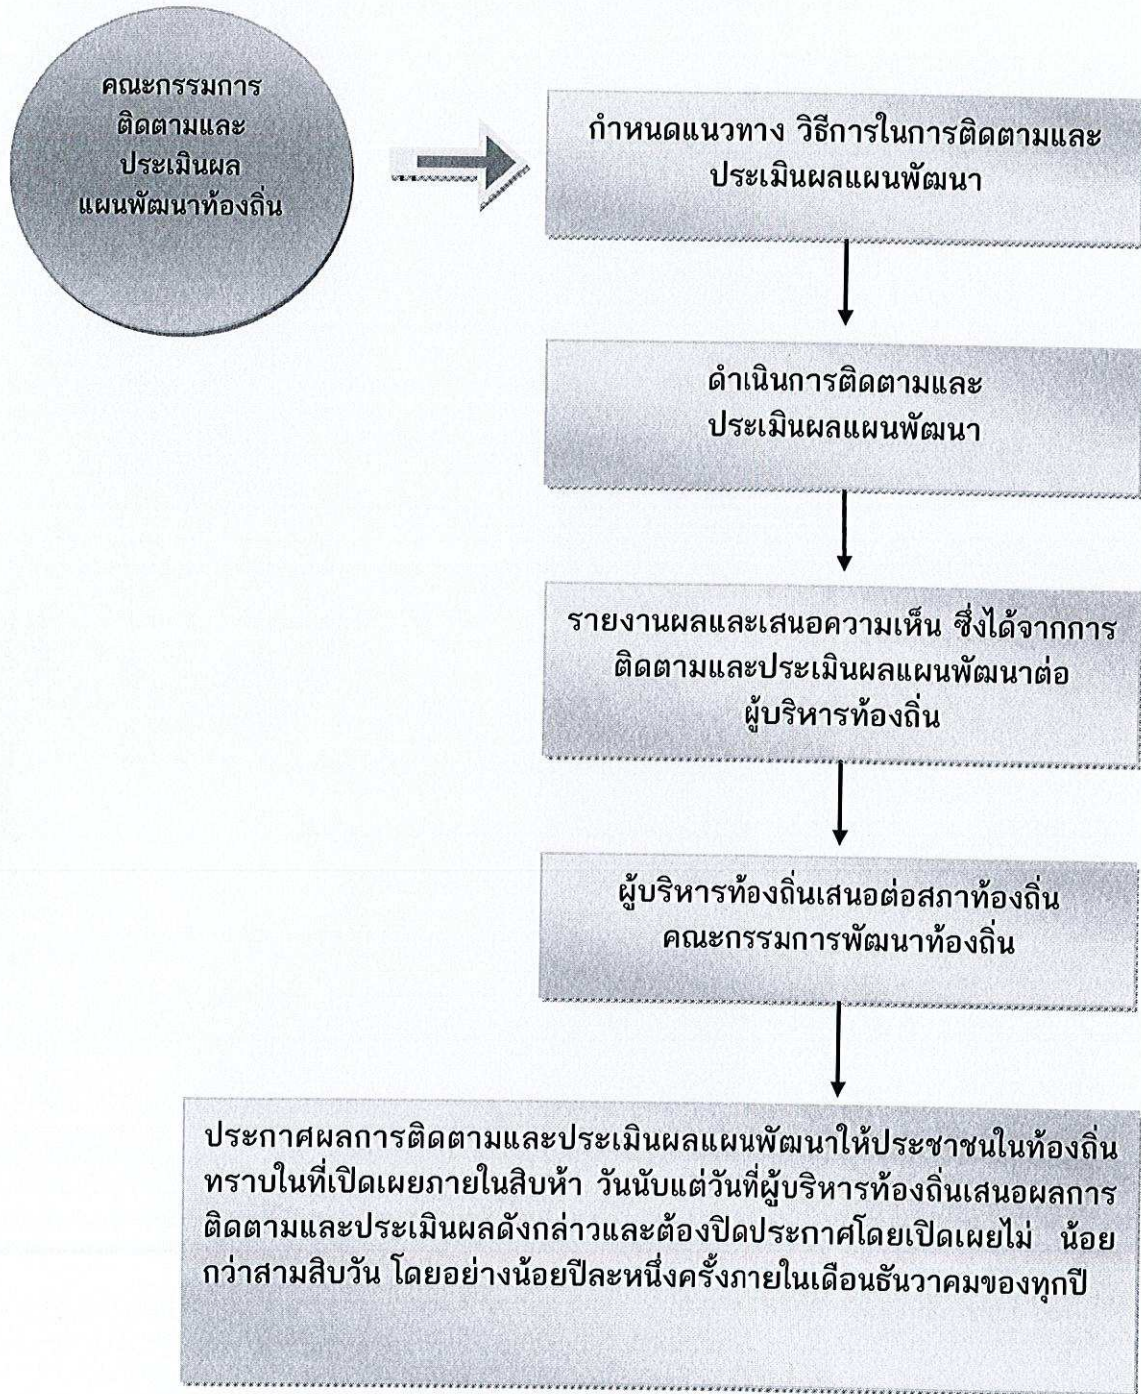 คณะกรรมการ
ติดตามและ
ประเมินผล
แผนพัฒนาท้องถิ่น
กำหนดแนวทาง วิธีการในการติดตามและ
ประเมินผลแผนพัฒนา
ดำเนินการติดตามและ
ประเมินผลแผนพัฒนา
รายงานผลและเสนอความเห็น ซึ่งได้จากการ
ติดตามและประเมินผลแผนพัฒนาต่อ
ผู้บริหารท้องถิ่น
ผู้บริหารท้องถิ่นเสนอต่อสภาท้องถิ่น
คณะกรรมการพัฒนาท้องถิ่น
ประกาศผลการติดตามและประเมินผลแผนพัฒนาให้ประชาชนในท้องถิ่น
ทราบในที่เปิดเผยภายในสิบห้า วันนับแต่วันที่ผู้บริหารท้องถิ่นเสนอผลการ
ติดตามและประเมินผลดังกล่าวและต้องปิดประกาศโดยเปิดเผยไม่ น้อย
กว่าสามสิบวัน โดยอย่างน้อยปีละหนึ่งครั้งภายในเดือนธันวาคมของทุกปี